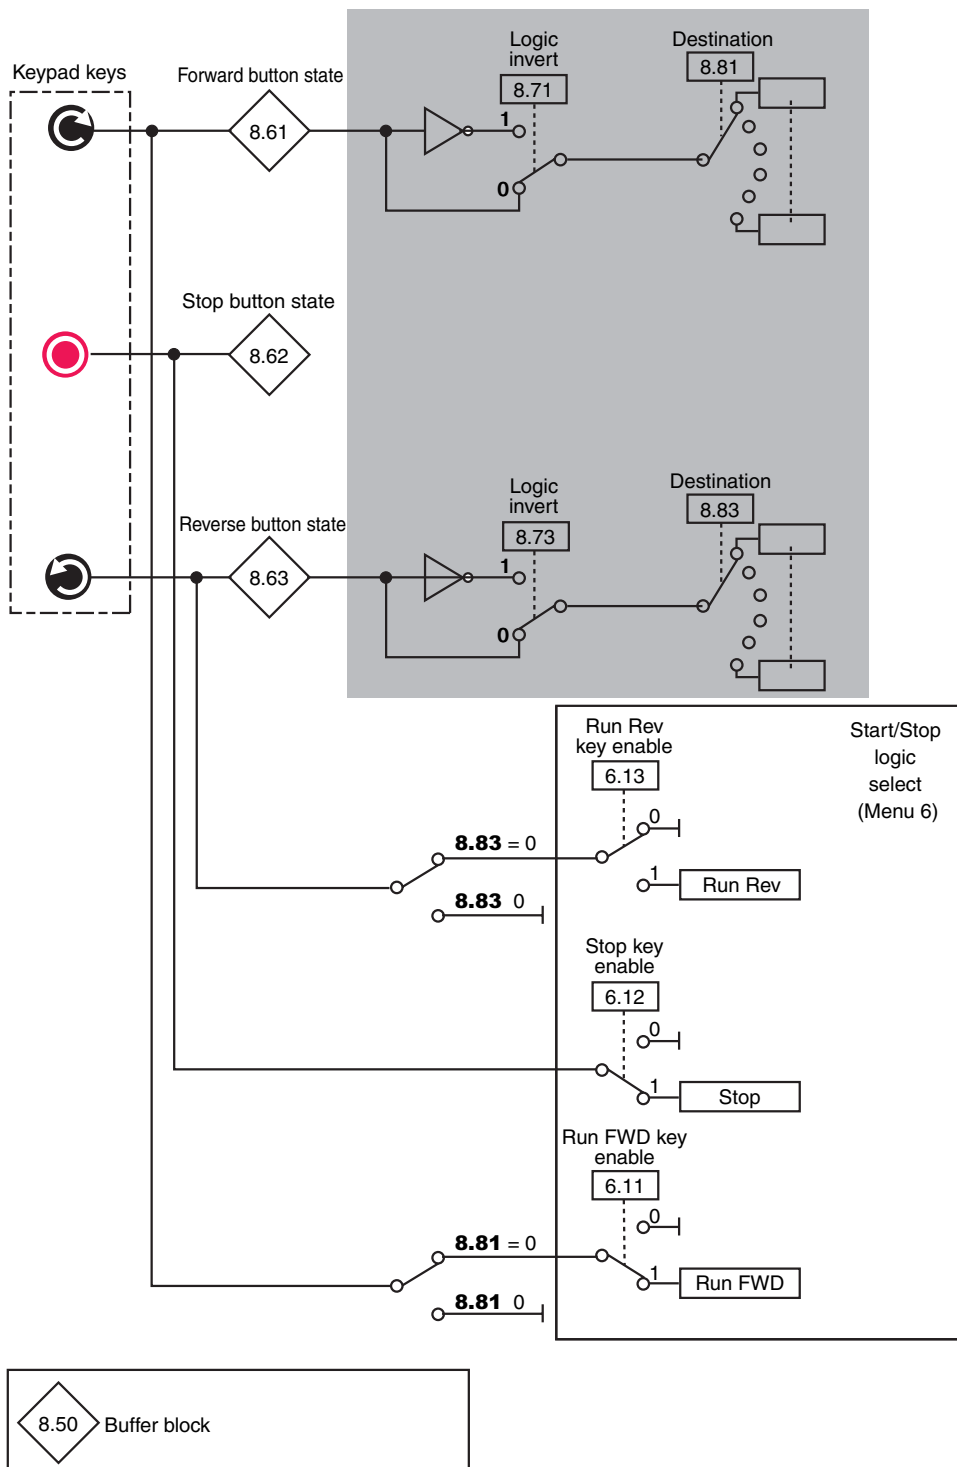 Keypad keys
Forward button state
8.61
Logic
invert
8.71
1
0
Destination
8.81
Stop button state
8.62
Reverse button state
8.63
Logic
invert
8.73
1
0
Destination
8.83
Start/Stop
logic
select
(Menu 6)
Run Rev
key enable
6.13
0
8.83 = 0
1
Run Rev
8.83 0
Stop key
enable
6.12
0
1
Stop
Run FWD key
enable
6.11
0
8.81 = 0
1
Run FWD
8.81 0
8.50 Buffer block